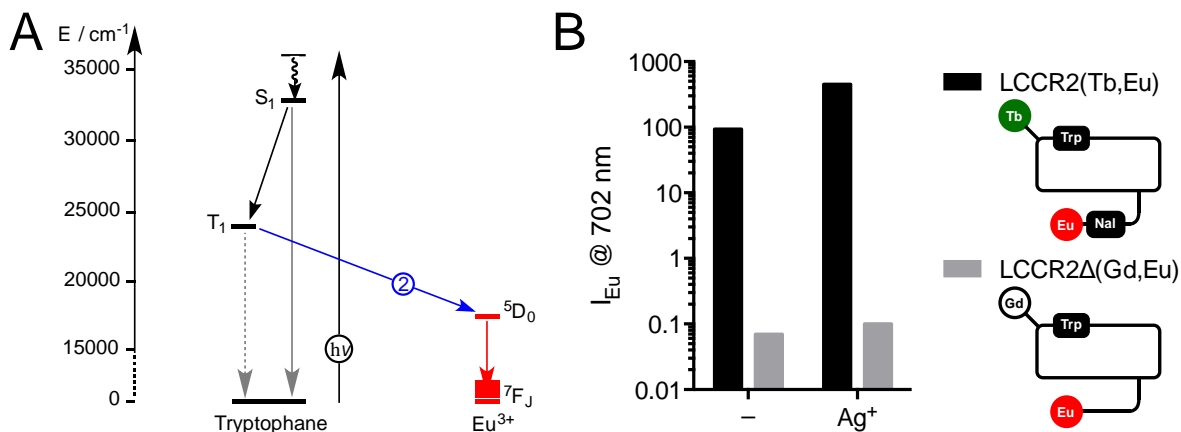 A
E / cm⁻¹
35000
30000
25000
20000
15000
0
S₁
T₁
2
hν
⁵D₀
⁷F_J
Tryptophane
Eu³⁺
B
I_Eu @ 702 nm
1000
100
10
1
0.1
0.01
–
Ag⁺
LCCR2(Tb,Eu)
Tb
Trp
Eu
Nal
LCCR2Δ(Gd,Eu)
Gd
Trp
Eu